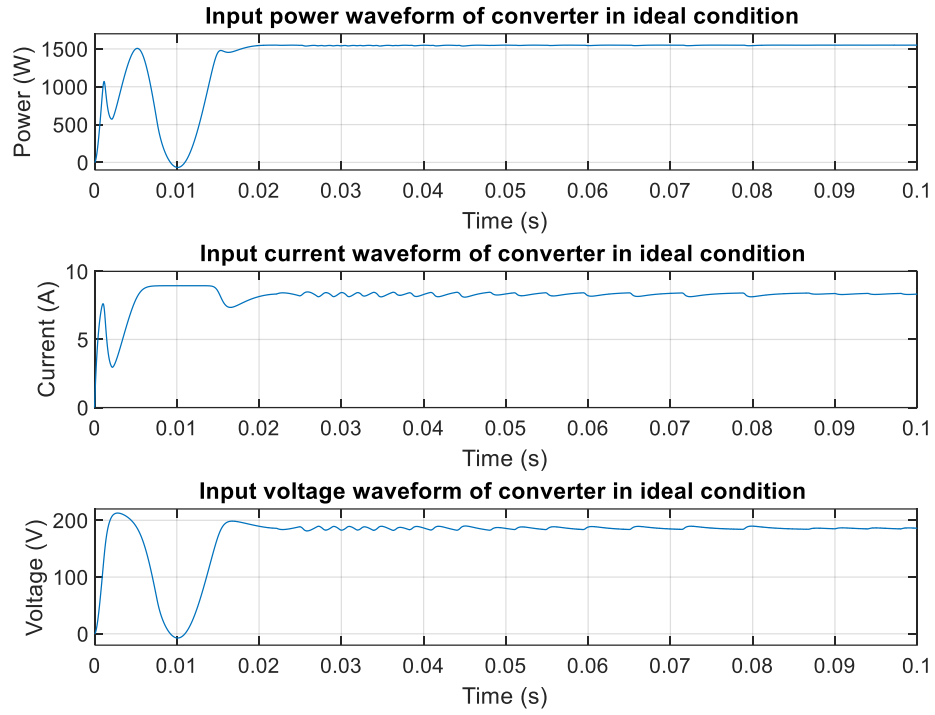 Input power waveform of converter in ideal condition
Power (W)
1500
1000
500
0
0 0.01 0.02 0.03 0.04 0.05 0.06 0.07 0.08 0.09 0.1
Time (s)
Input current waveform of converter in ideal condition
Current (A)
10
5
0
0 0.01 0.02 0.03 0.04 0.05 0.06 0.07 0.08 0.09 0.1
Time (s)
Input voltage waveform of converter in ideal condition
Voltage (V)
200
100
0
0 0.01 0.02 0.03 0.04 0.05 0.06 0.07 0.08 0.09 0.1
Time (s)